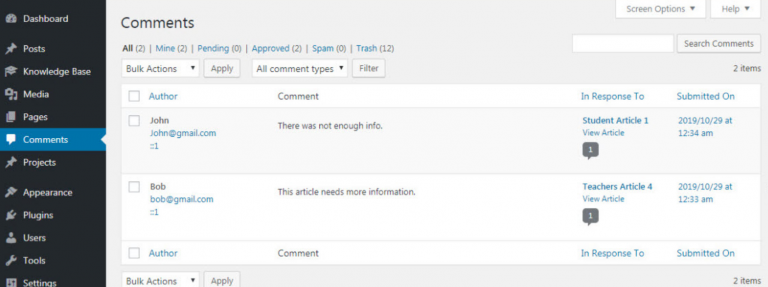 Screen Options ▼
Help ▼
Dashboard
Posts
Knowledge Base
Media
Pages
Comments
Projects
Appearance
Plugins
Users
Tools
Settings
Comments
All (2) | Mine (2) | Pending (0) | Approved (2) | Spam (0) | Trash (12)
Search Comments
Bulk Actions
Apply
All comment types
Filter
2 items
Author Comment In Response To Submitted On
John
John@gmail.com
::1
There was not enough info.
Student Article 1
View Article
1
2019/10/29 at
12:34 am
Bob
bob@gmail.com
::1
This article needs more information.
Teachers Article 4
View Article
1
2019/10/29 at
12:33 am
Author Comment In Response To Submitted On
Bulk Actions
Apply
2 items